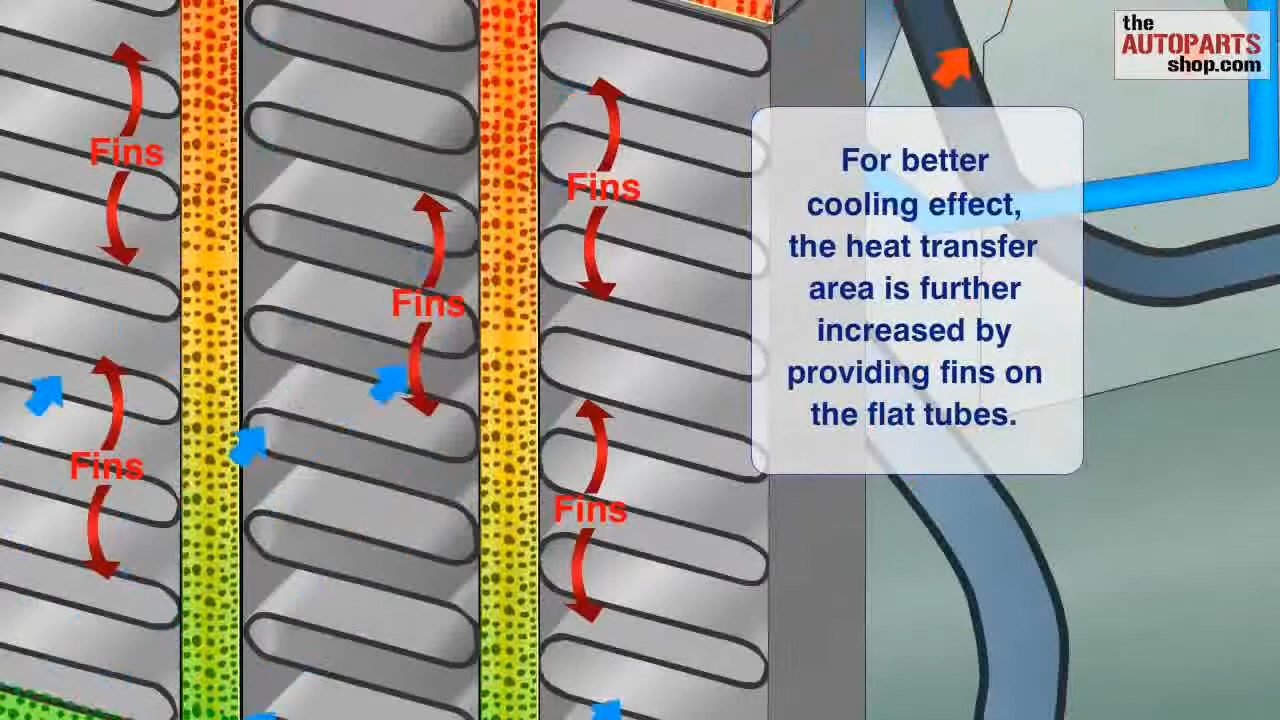 the
AUTOPARTS
shop.com
Fins
Fins
Fins
Fins
Fins
For better
cooling effect,
the heat transfer
area is further
increased by
providing fins on
the flat tubes.